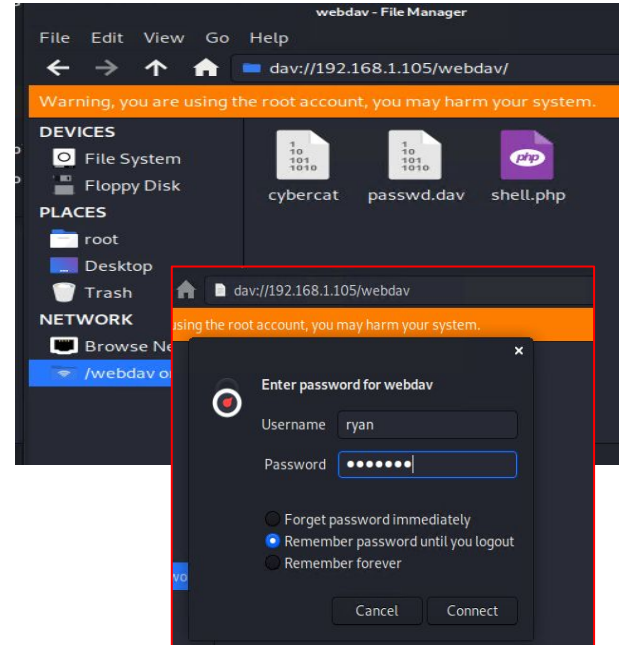 webdav - File Manager
File Edit View Go Help
dav://192.168.1.105/webdav/
Warning, you are using the root account, you may harm your system.
DEVICES
File System
Floppy Disk
PLACES
root
Desktop
Trash
NETWORK
Browse Ne
/webdav o
1
10
101
1010
cybercat
1
10
101
1010
passwd.dav
php
shell.php
dav://192.168.1.105/webdav
using the root account, you may harm your system.
Enter password for webdav
Username ryan
Password •••••••
Forget password immediately
Remember password until you logout
Remember forever
Cancel Connect